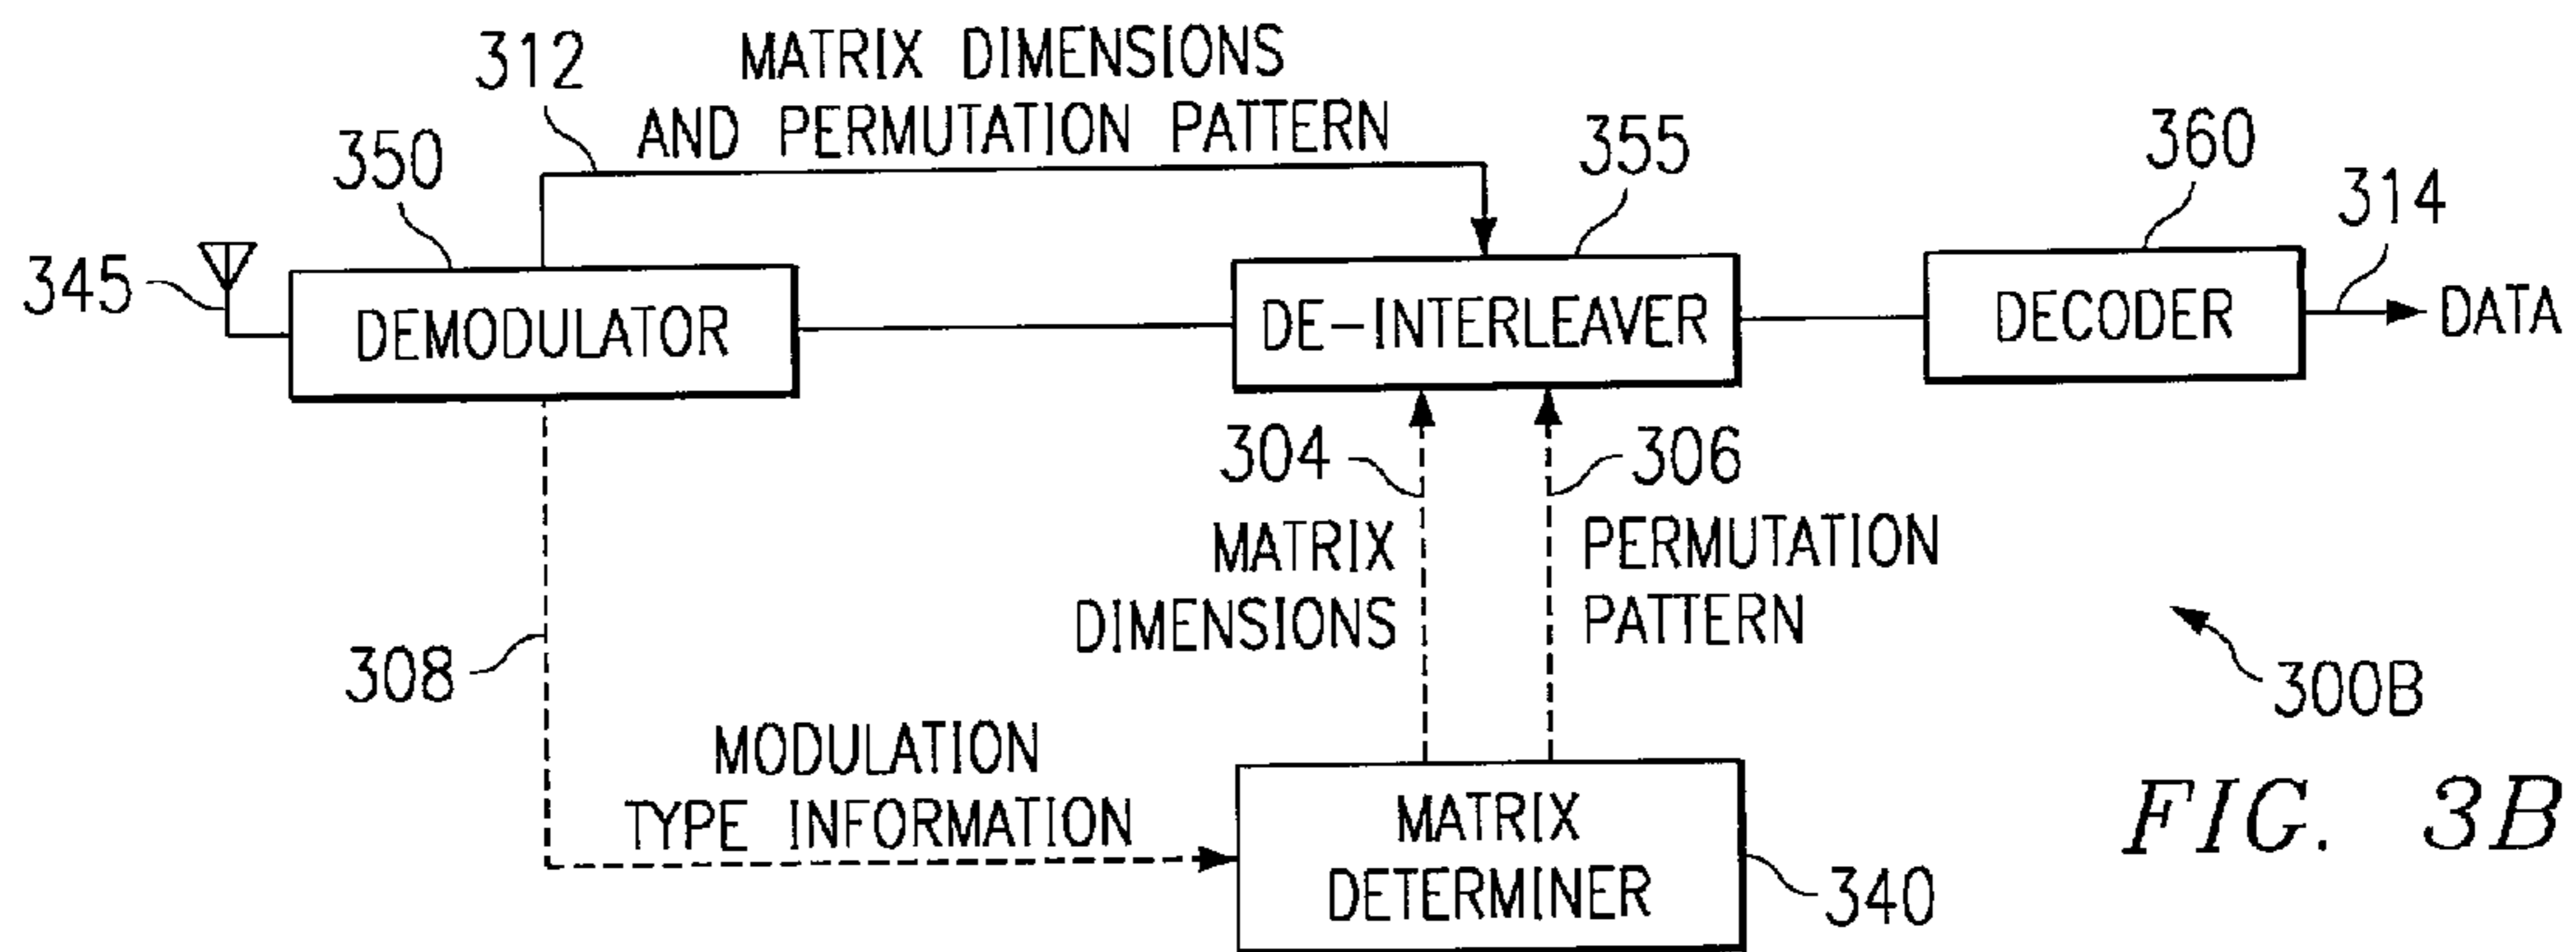 312
MATRIX DIMENSIONS
AND PERMUTATION PATTERN
350
355
360
314
345
DEMODULATOR
DE-INTERLEAVER
DECODER
DATA
304
306
MATRIX
DIMENSIONS
PERMUTATION
PATTERN
308
300B
MODULATION
TYPE INFORMATION
MATRIX
DETERMINER
340
FIG. 3B